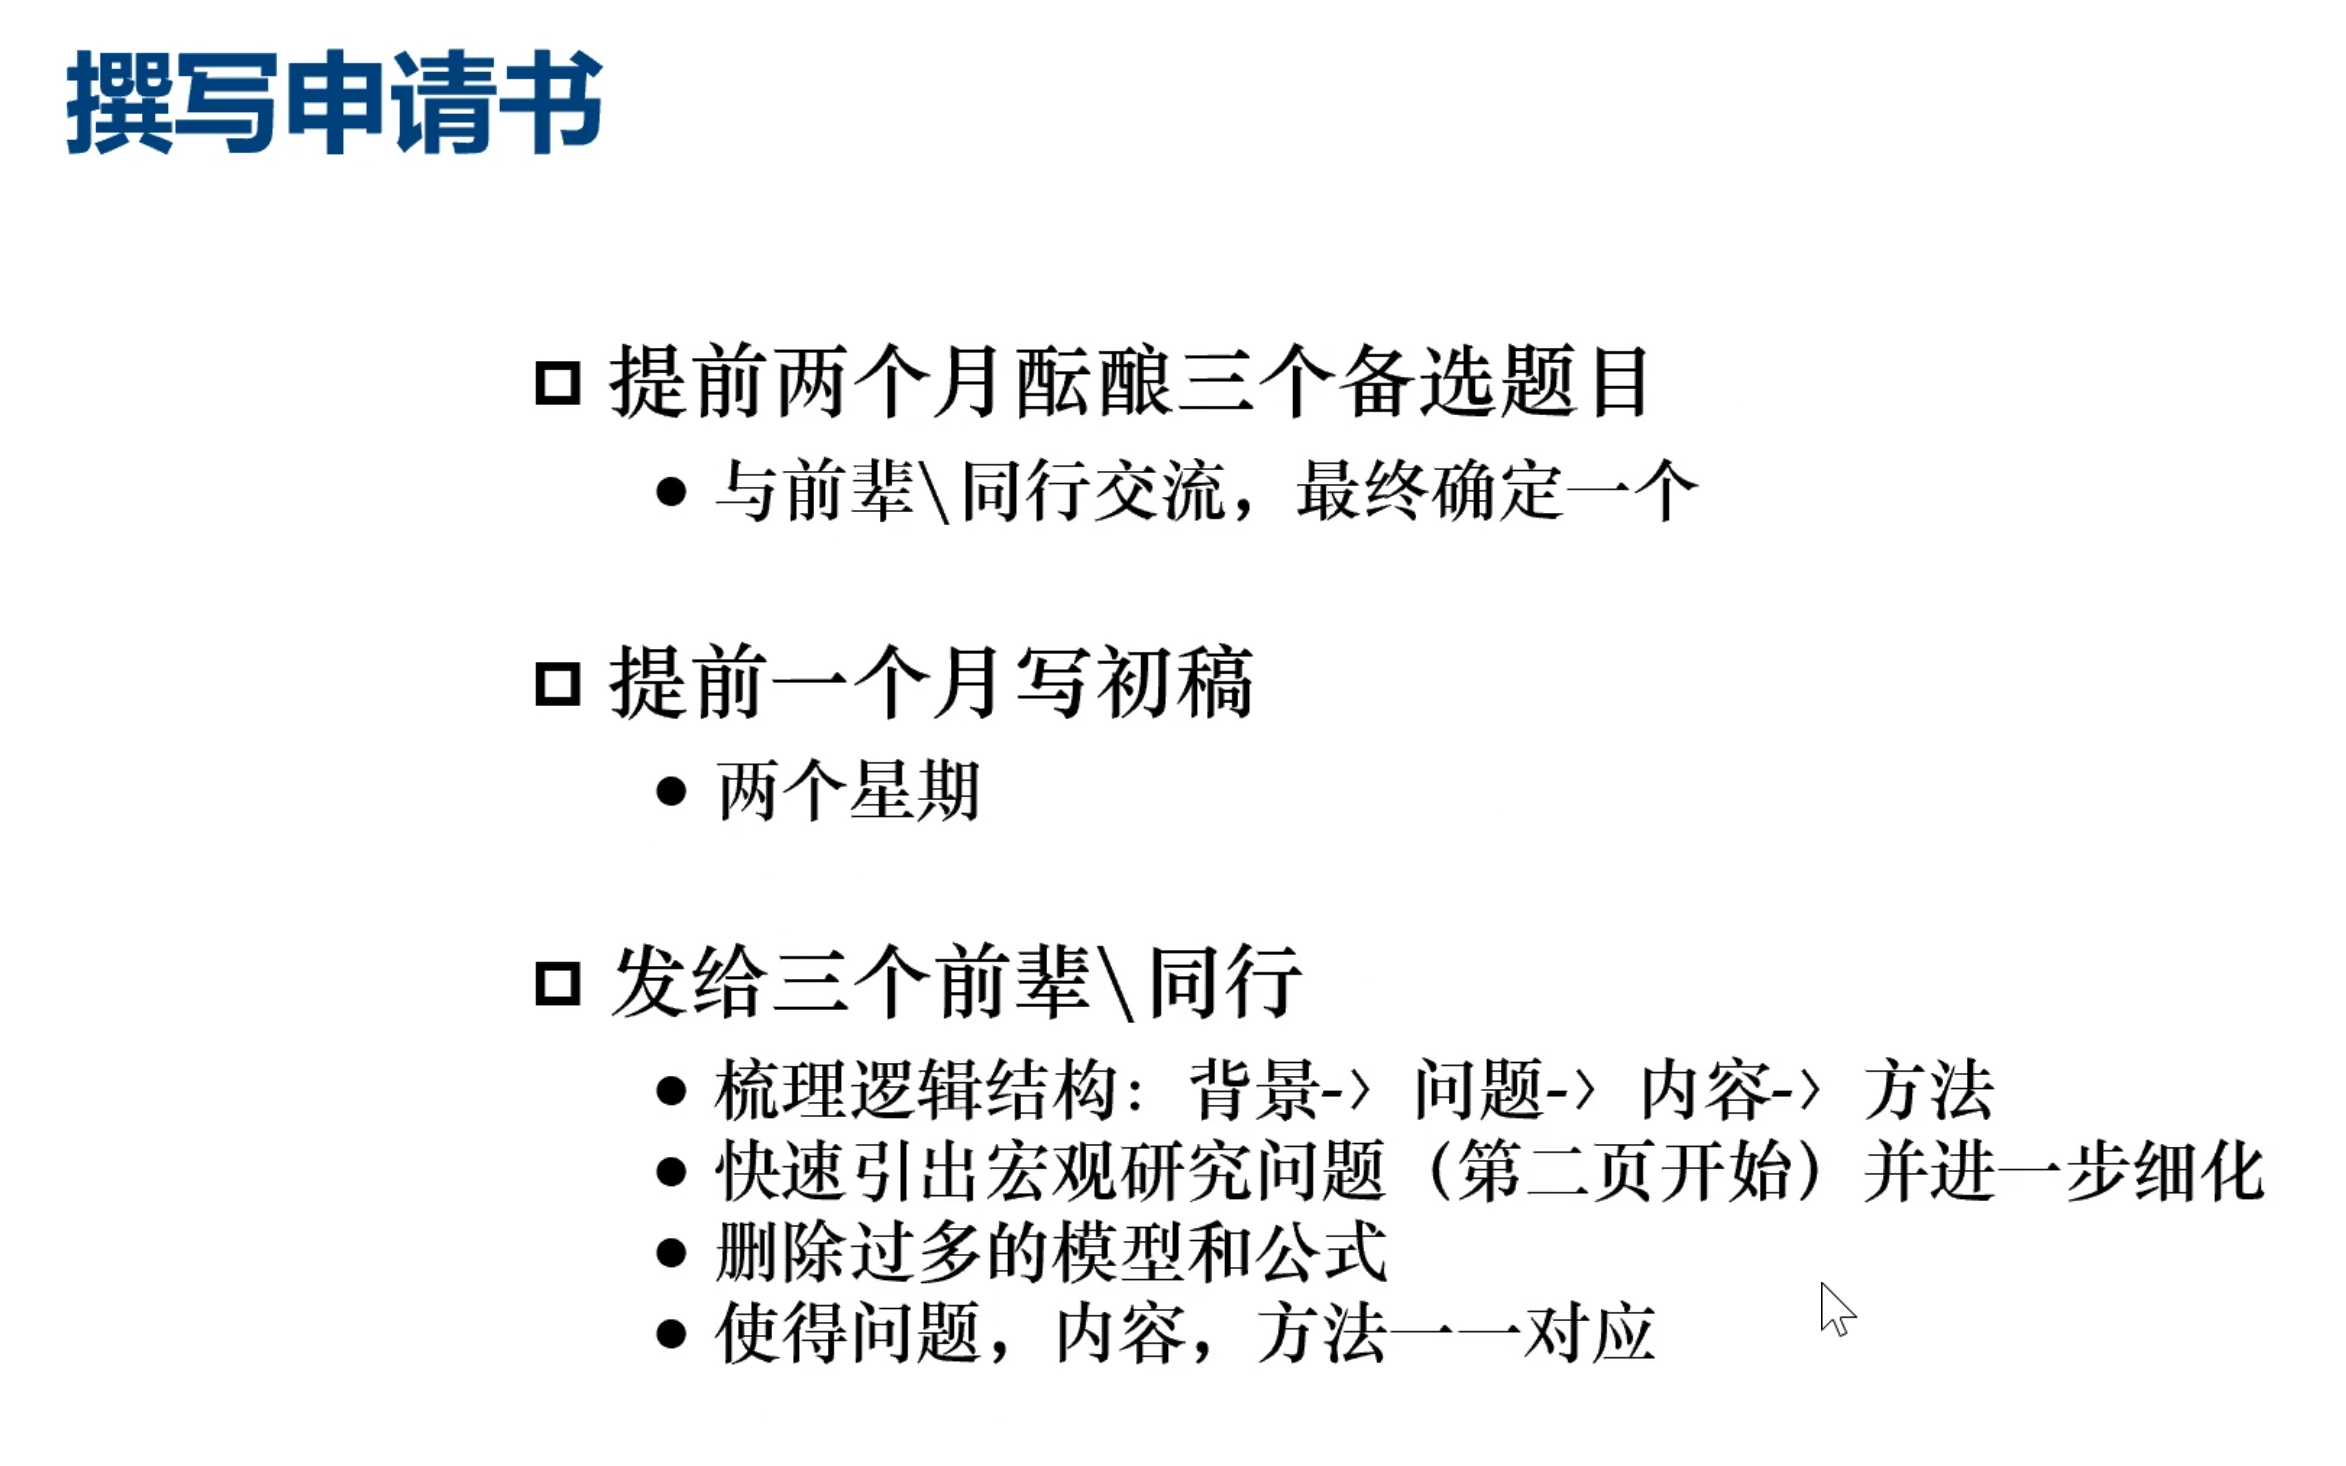 撰写申请书
提前两个月酝酿三个备选题目
与前辈\同行交流，最终确定一个
提前一个月写初稿
两个星期
发给三个前辈\同行
梳理逻辑结构：背景-〉问题-〉内容-〉方法
快速引出宏观研究问题（第二页开始）并进一步细化
删除过多的模型和公式
使得问题，内容，方法一一对应